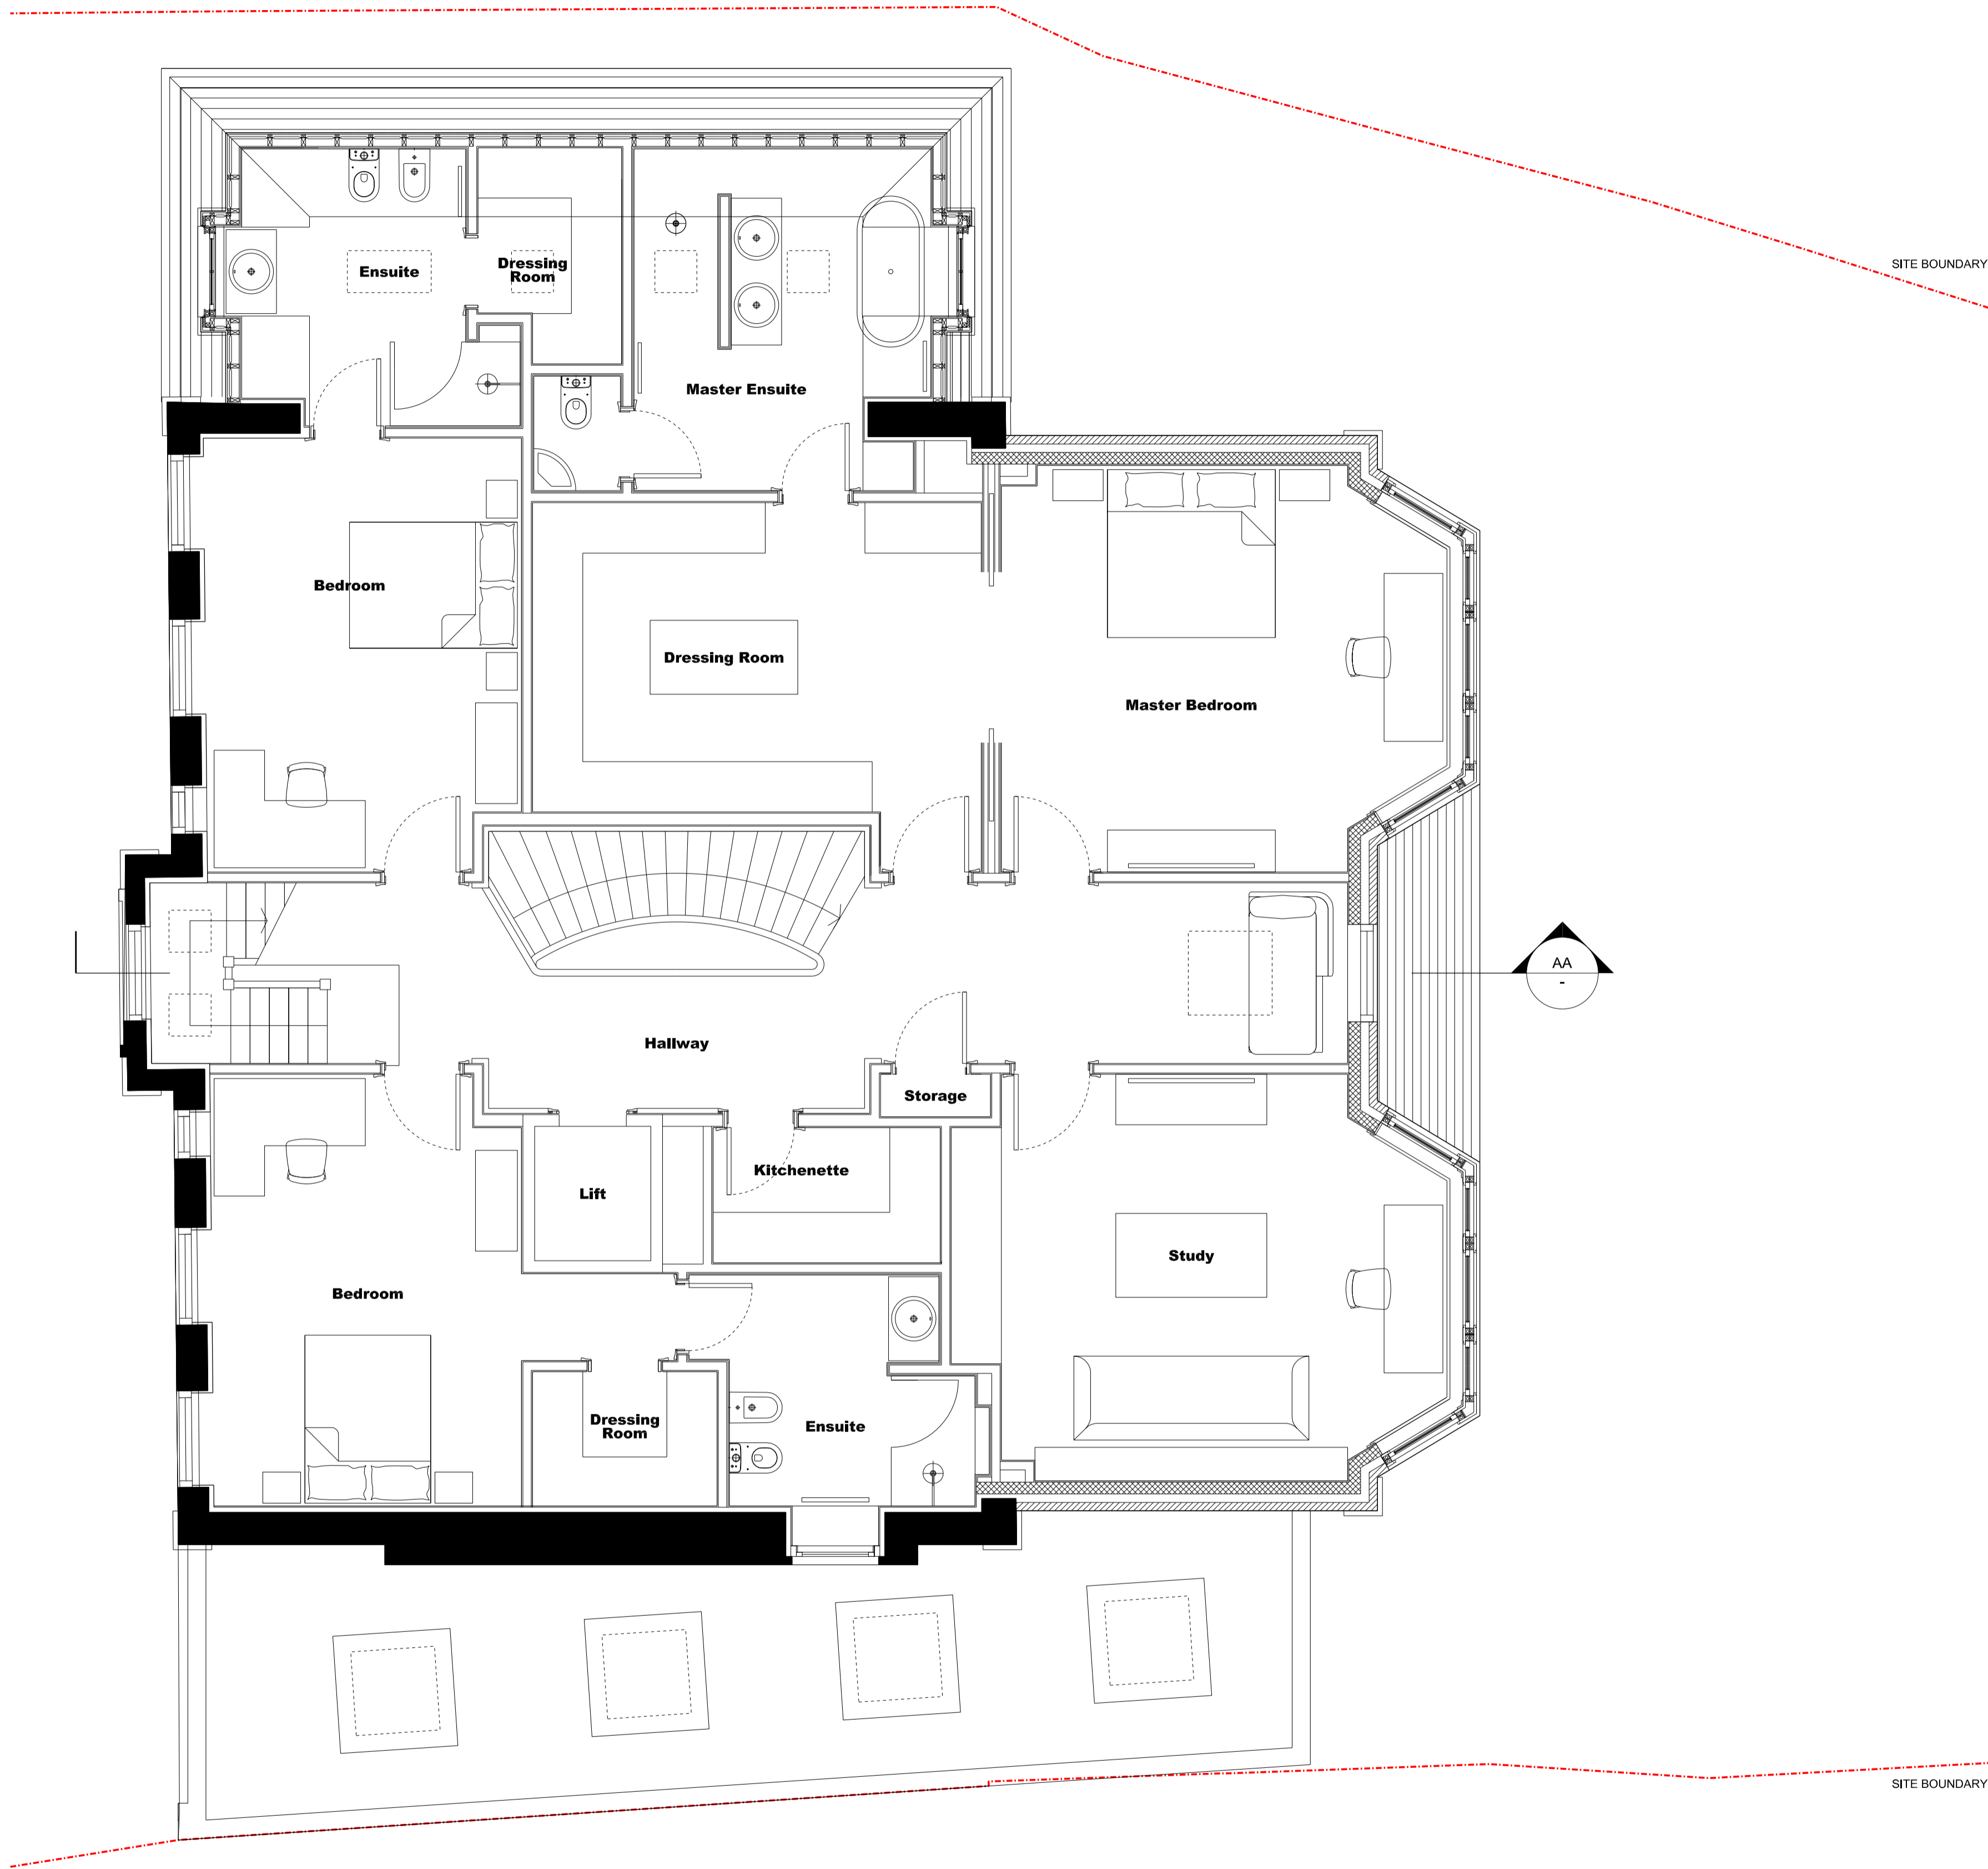 SITE BOUNDARY
Ensuite
Dressing
Room
Master Ensuite
Bedroom
Dressing Room
Master Bedroom
AA
-
Hallway
Storage
Kitchenette
Lift
Study
Bedroom
Dressing
Room
Ensuite
SITE BOUNDARY